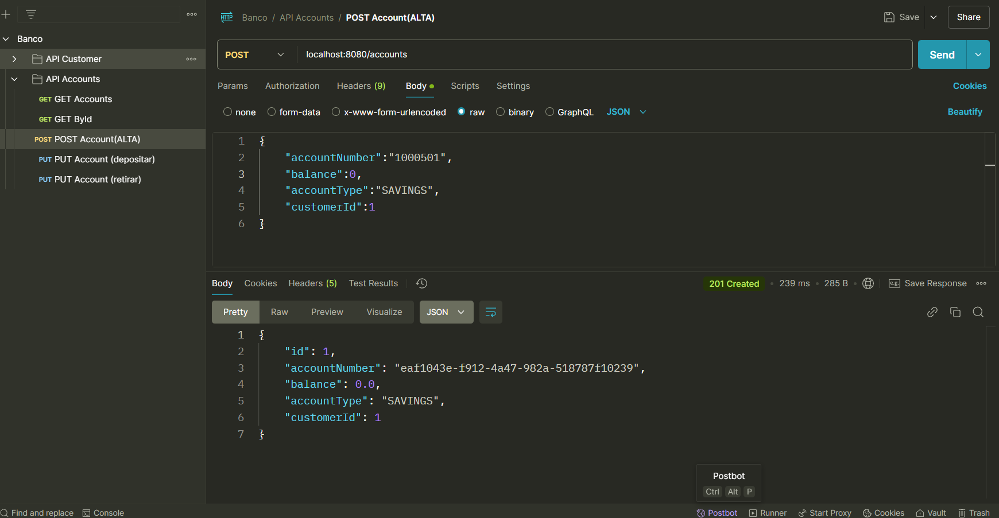 Banco
API Customer
API Accounts
GET GET Accounts
GET GET ById
POST POST Account(ALTA)
PUT PUT Account (depositar)
PUT PUT Account (retirar)
HTTP Banco / API Accounts / POST Account(ALTA)
Save
Share
POST localhost:8080/accounts
Send
Params Authorization Headers (9) Body Scripts Settings Cookies
none form-data x-www-form-urlencoded raw binary GraphQL JSON Beautify
1 {
2 "accountNumber":"1000501",
3 "balance":0,
4 "accountType":"SAVINGS",
5 "customerId":1
6 }
Body Cookies Headers (5) Test Results 201 Created 239 ms 285 B e.g. Save Response
Pretty Raw Preview Visualize JSON
1 {
2 "id": 1,
3 "accountNumber": "eaf1043e-f912-4a47-982a-518787f10239",
4 "balance": 0.0,
5 "accountType": "SAVINGS",
6 "customerId": 1
7 }
Postbot
Ctrl Alt P
Find and replace Console Postbot Runner Start Proxy Cookies Vault Trash